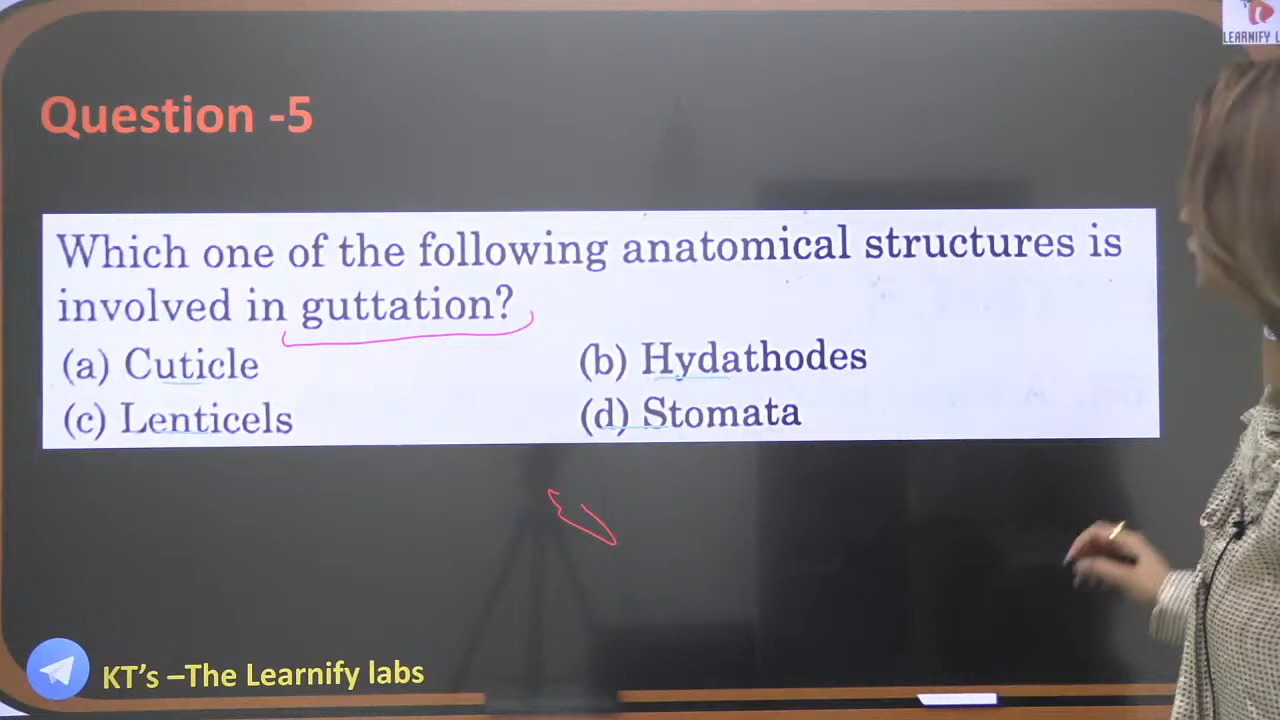 LEARNIFY L
Question -5
Which one of the following anatomical structures is
involved in guttation?
(a) Cuticle
(b) Hydathodes
(c) Lenticels
(d) Stomata
KT's –The Learnify labs